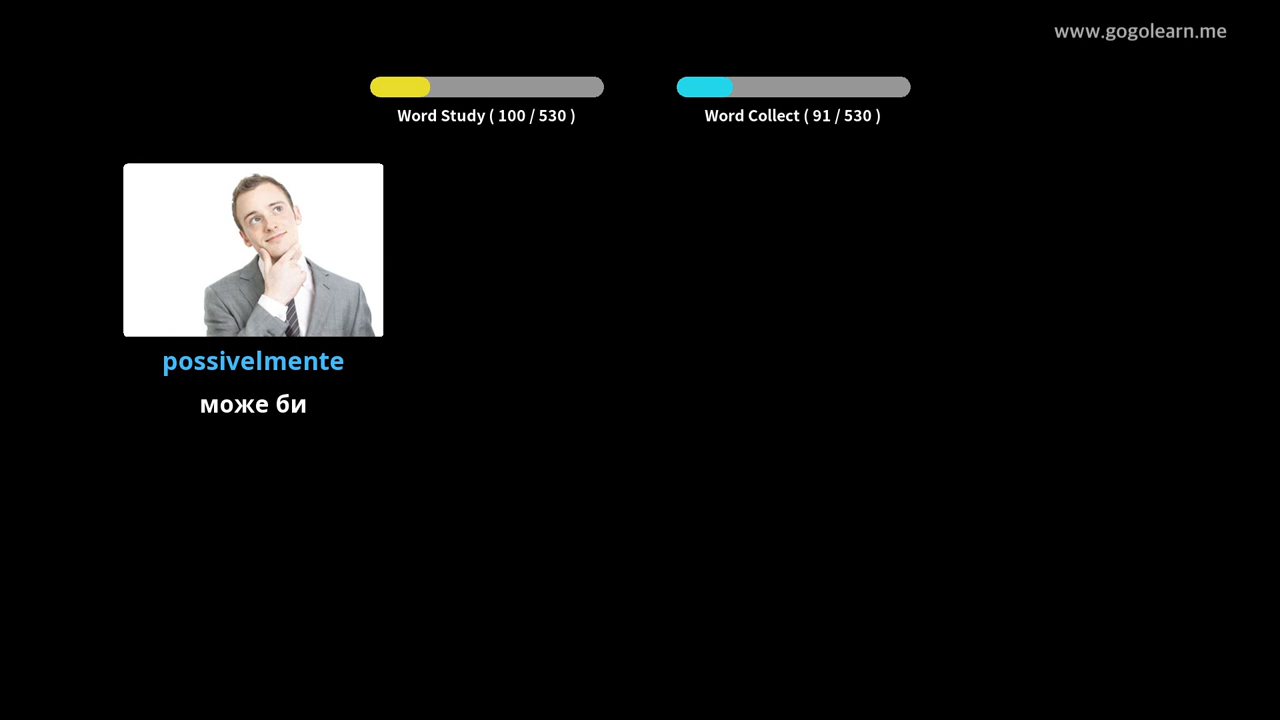 www.gogolearn.me
Word Study ( 100 / 530 )
Word Collect ( 91 / 530 )
possivelmente
може би